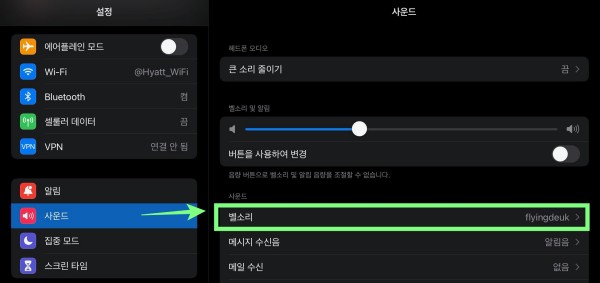 설정
에어플레인 모드
Wi-Fi @Hyatt_WiFi
Bluetooth 켬
셀룰러 데이터 끔
VPN VPN 연결 안 됨
알림
사운드
집중 모드
스크린 타임
사운드
헤드폰 오디오
큰 소리 줄이기 끔
벨소리 및 알림
버튼을 사용하여 변경
음량 버튼으로 벨소리 및 알림 음량을 조절할 수 없습니다.
사운드
벨소리 flyingdeuk
메시지 수신음 알림음
메일 수신 없음